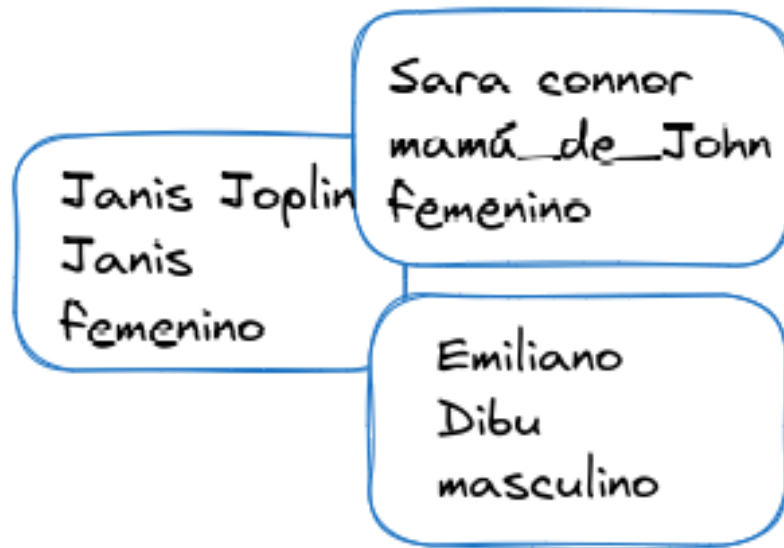 Sara connor
mamá_de_John
femenino
Janis Joplin
Janis
femenino
Emiliano
Dibu
masculino